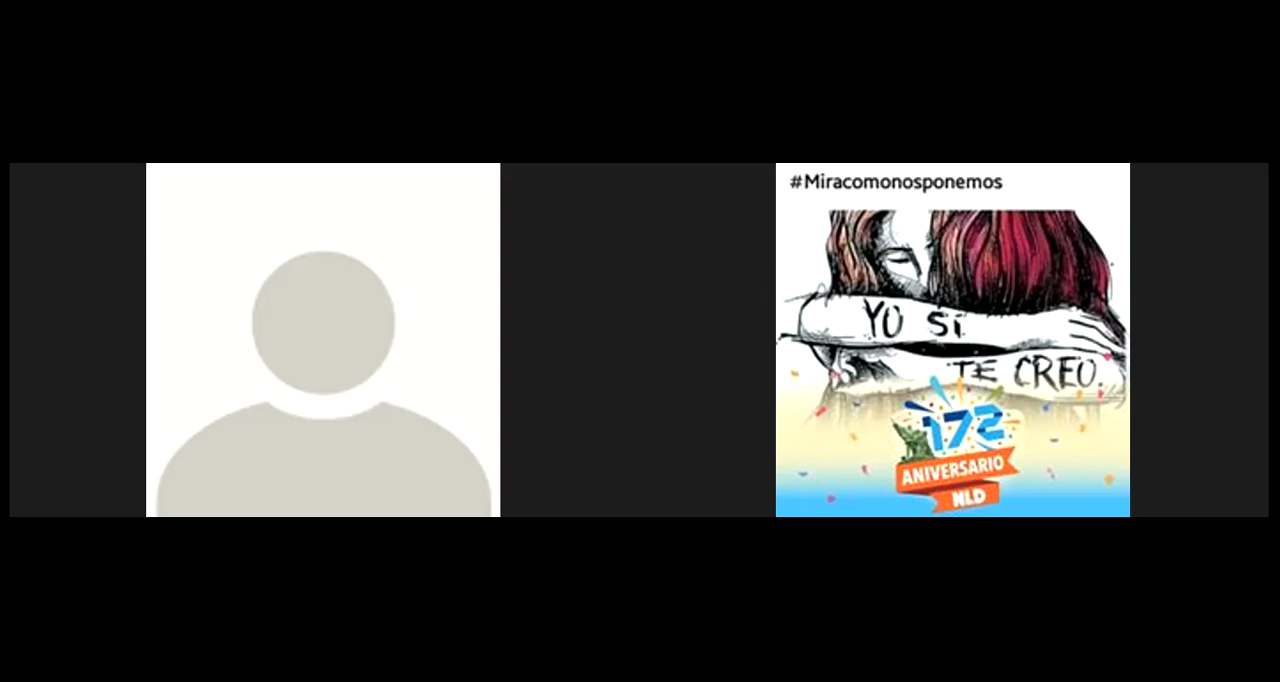 #Miracomonosponemos
YO SÍ
TE CREO.
172
ANIVERSARIO
NLD